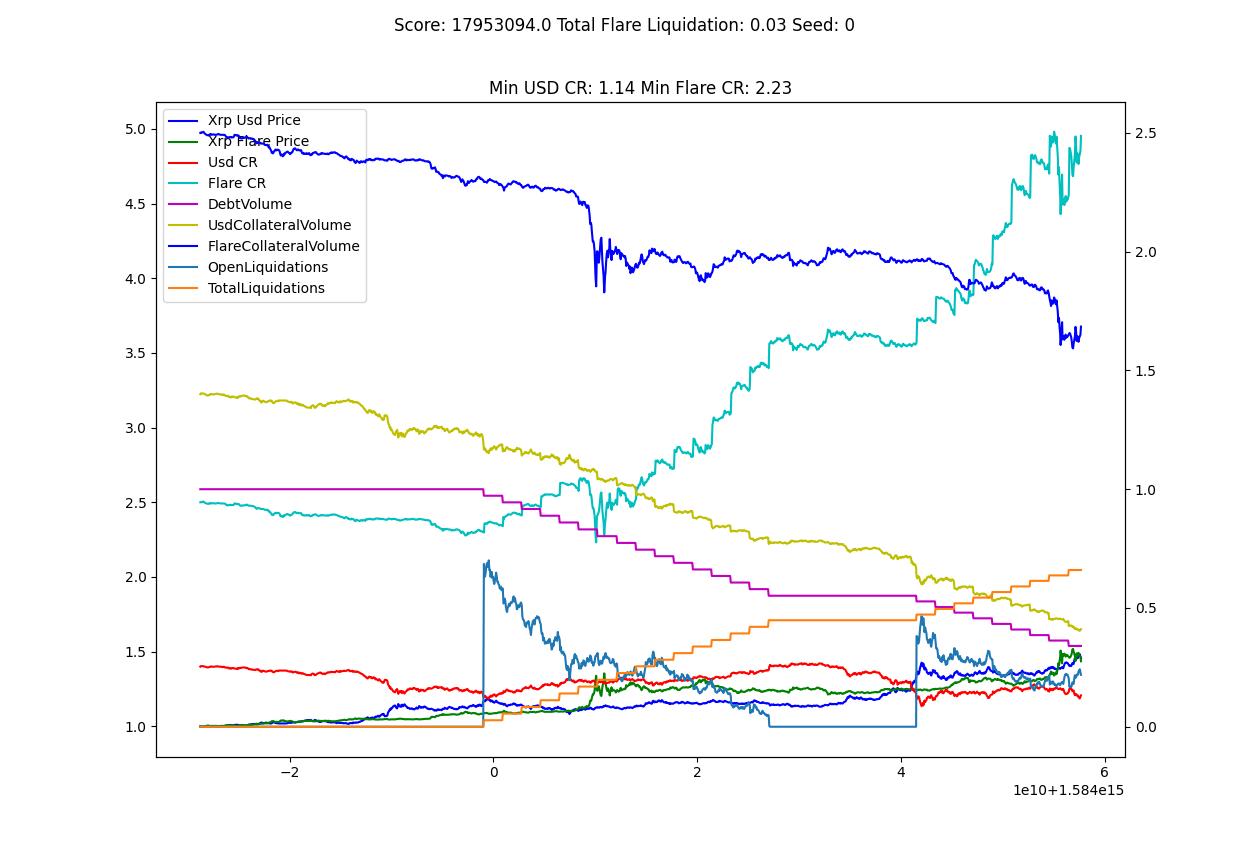 Score: 17953094.0 Total Flare Liquidation: 0.03 Seed: 0
Min USD CR: 1.14 Min Flare CR: 2.23
Xrp Usd Price
Xrp Flare Price
Usd CR
Flare CR
DebtVolume
UsdCollateralVolume
FlareCollateralVolume
OpenLiquidations
TotalLiquidations
5.0
4.5
4.0
3.5
3.0
2.5
2.0
1.5
1.0
2.5
2.0
1.5
1.0
0.5
0.0
−2 0 2 4 6
1e10+1.584e15